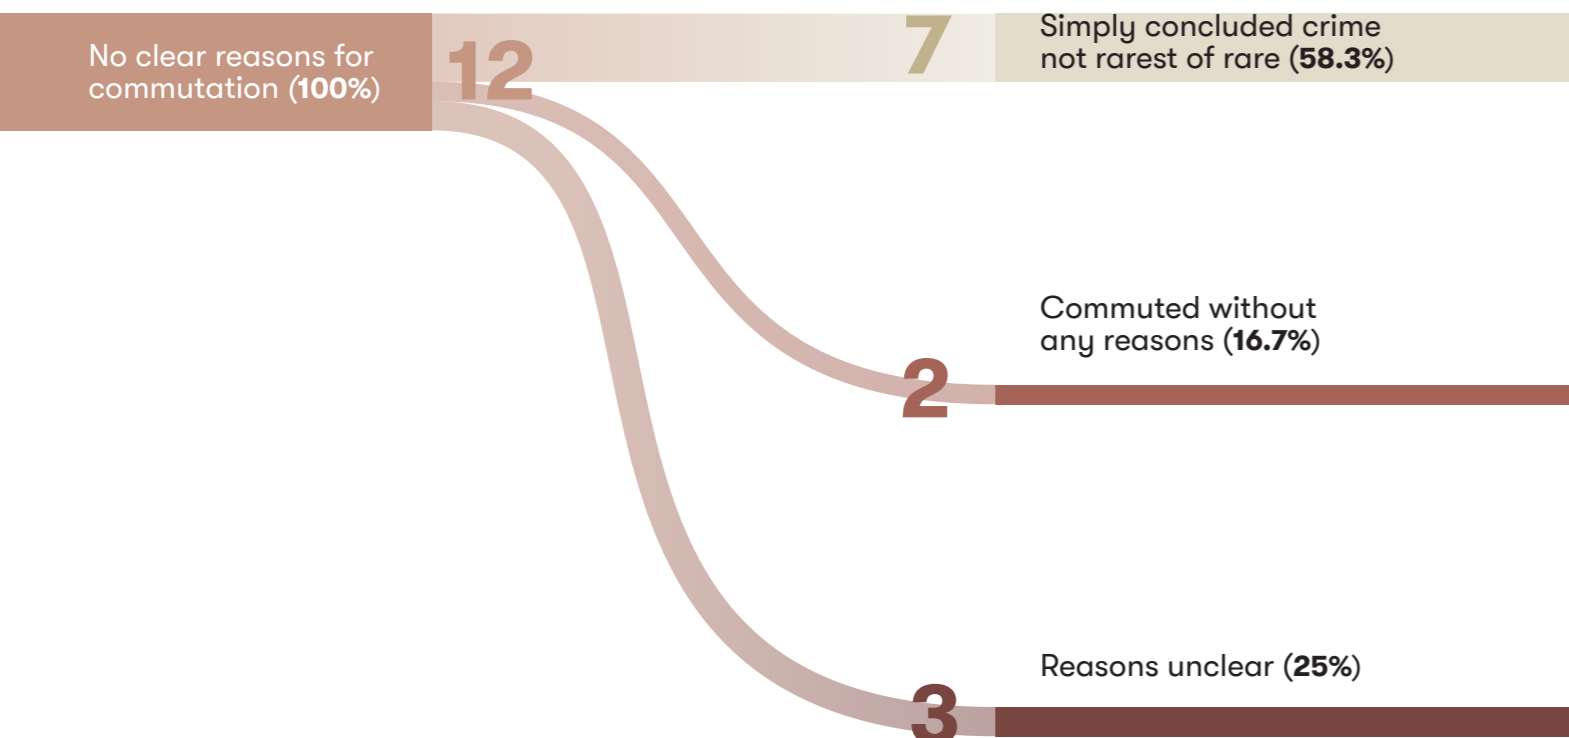 No clear reasons for
commutation (100%)
12
7
Simply concluded crime
not rarest of rare (58.3%)
Commuted without
any reasons (16.7%)
2
Reasons unclear (25%)
3